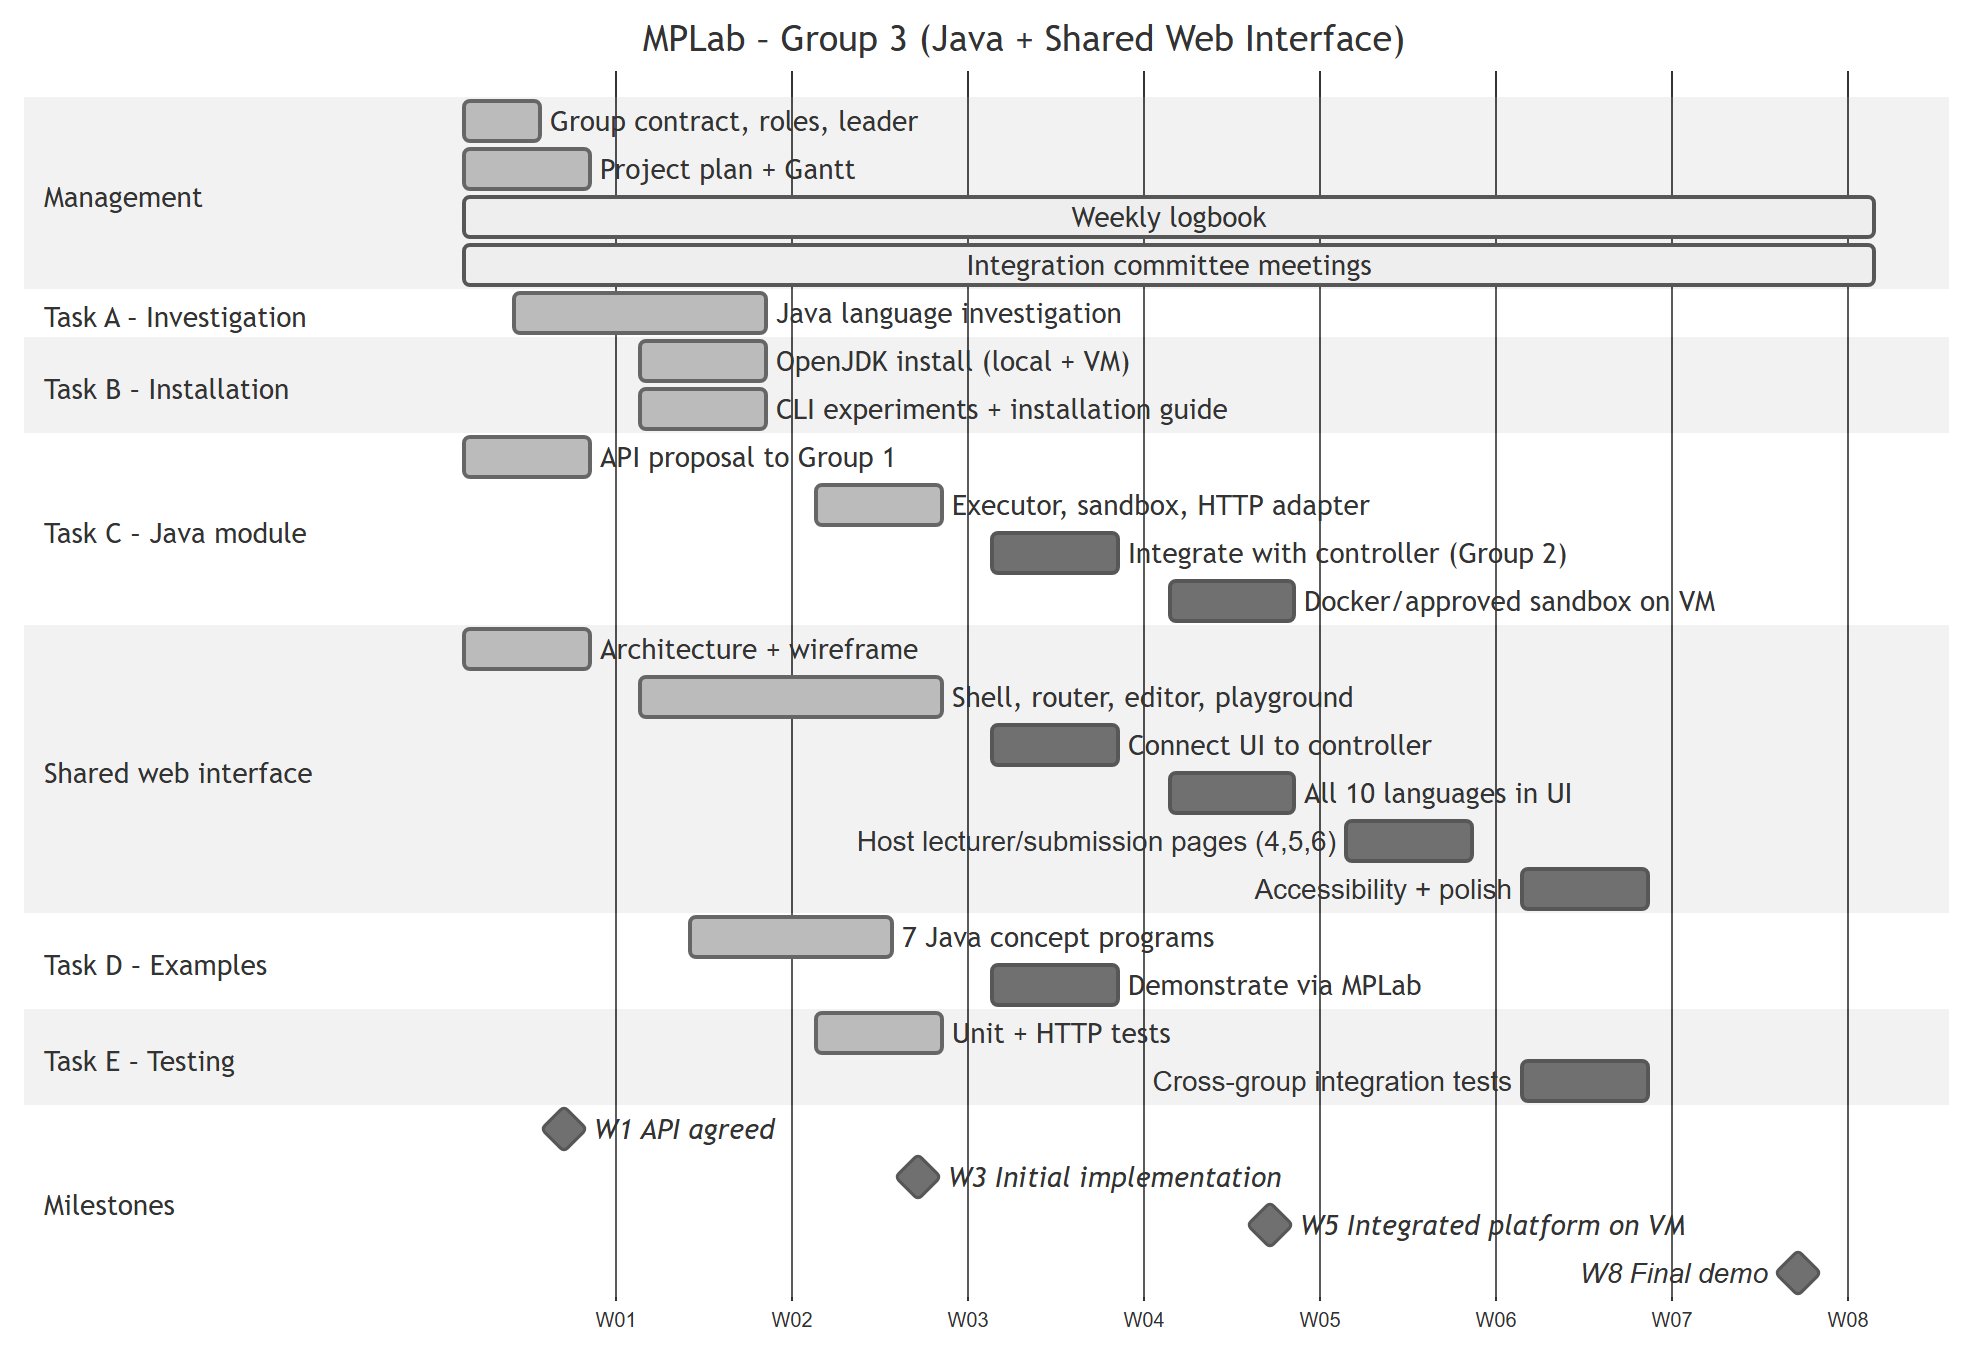 MPLab - Group 3 (Java + Shared Web Interface)
Management
Group contract, roles, leader
Project plan + Gantt
Weekly logbook
Integration committee meetings
Task A - Investigation
Java language investigation
Task B - Installation
OpenJDK install (local + VM)
CLI experiments + installation guide
Task C - Java module
API proposal to Group 1
Executor, sandbox, HTTP adapter
Integrate with controller (Group 2)
Docker/approved sandbox on VM
Shared web interface
Architecture + wireframe
Shell, router, editor, playground
Connect UI to controller
All 10 languages in UI
Host lecturer/submission pages (4,5,6)
Accessibility + polish
Task D - Examples
7 Java concept programs
Demonstrate via MPLab
Task E - Testing
Unit + HTTP tests
Cross-group integration tests
Milestones
W1 API agreed
W3 Initial implementation
W5 Integrated platform on VM
W8 Final demo
W01 W02 W03 W04 W05 W06 W07 W08